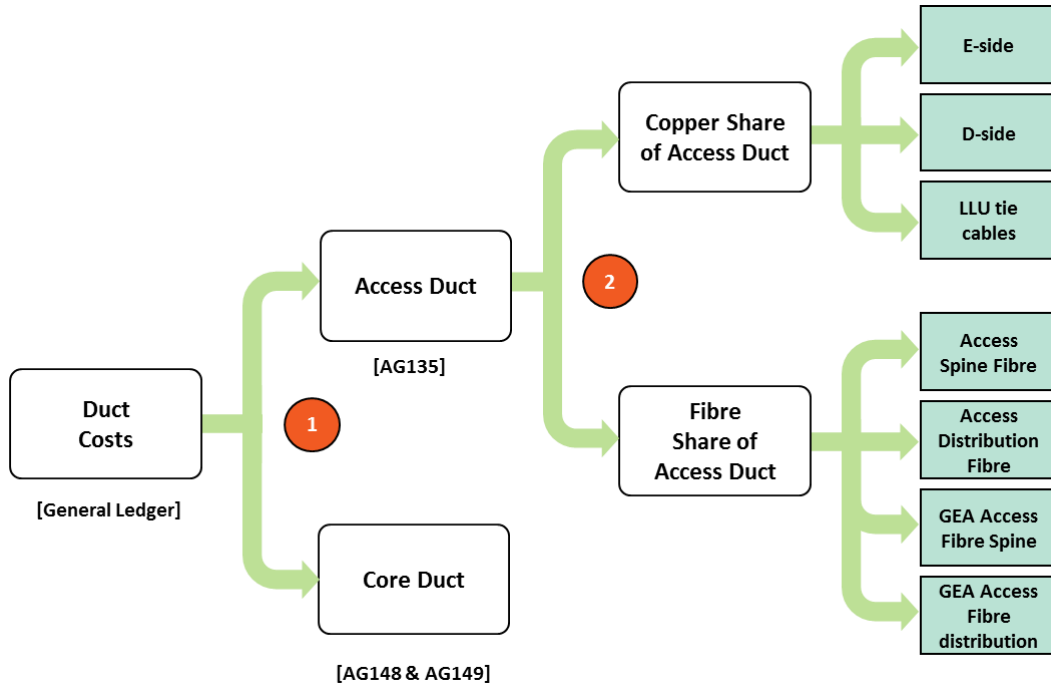 Duct
Costs
[General Ledger]
1
Access Duct
[AG135]
Core Duct
[AG148 & AG149]
2
Copper Share
of Access Duct
Fibre
Share of
Access Duct
E-side
D-side
LLU tie
cables
Access
Spine Fibre
Access
Distribution
Fibre
GEA Access
Fibre Spine
GEA Access
Fibre
distribution